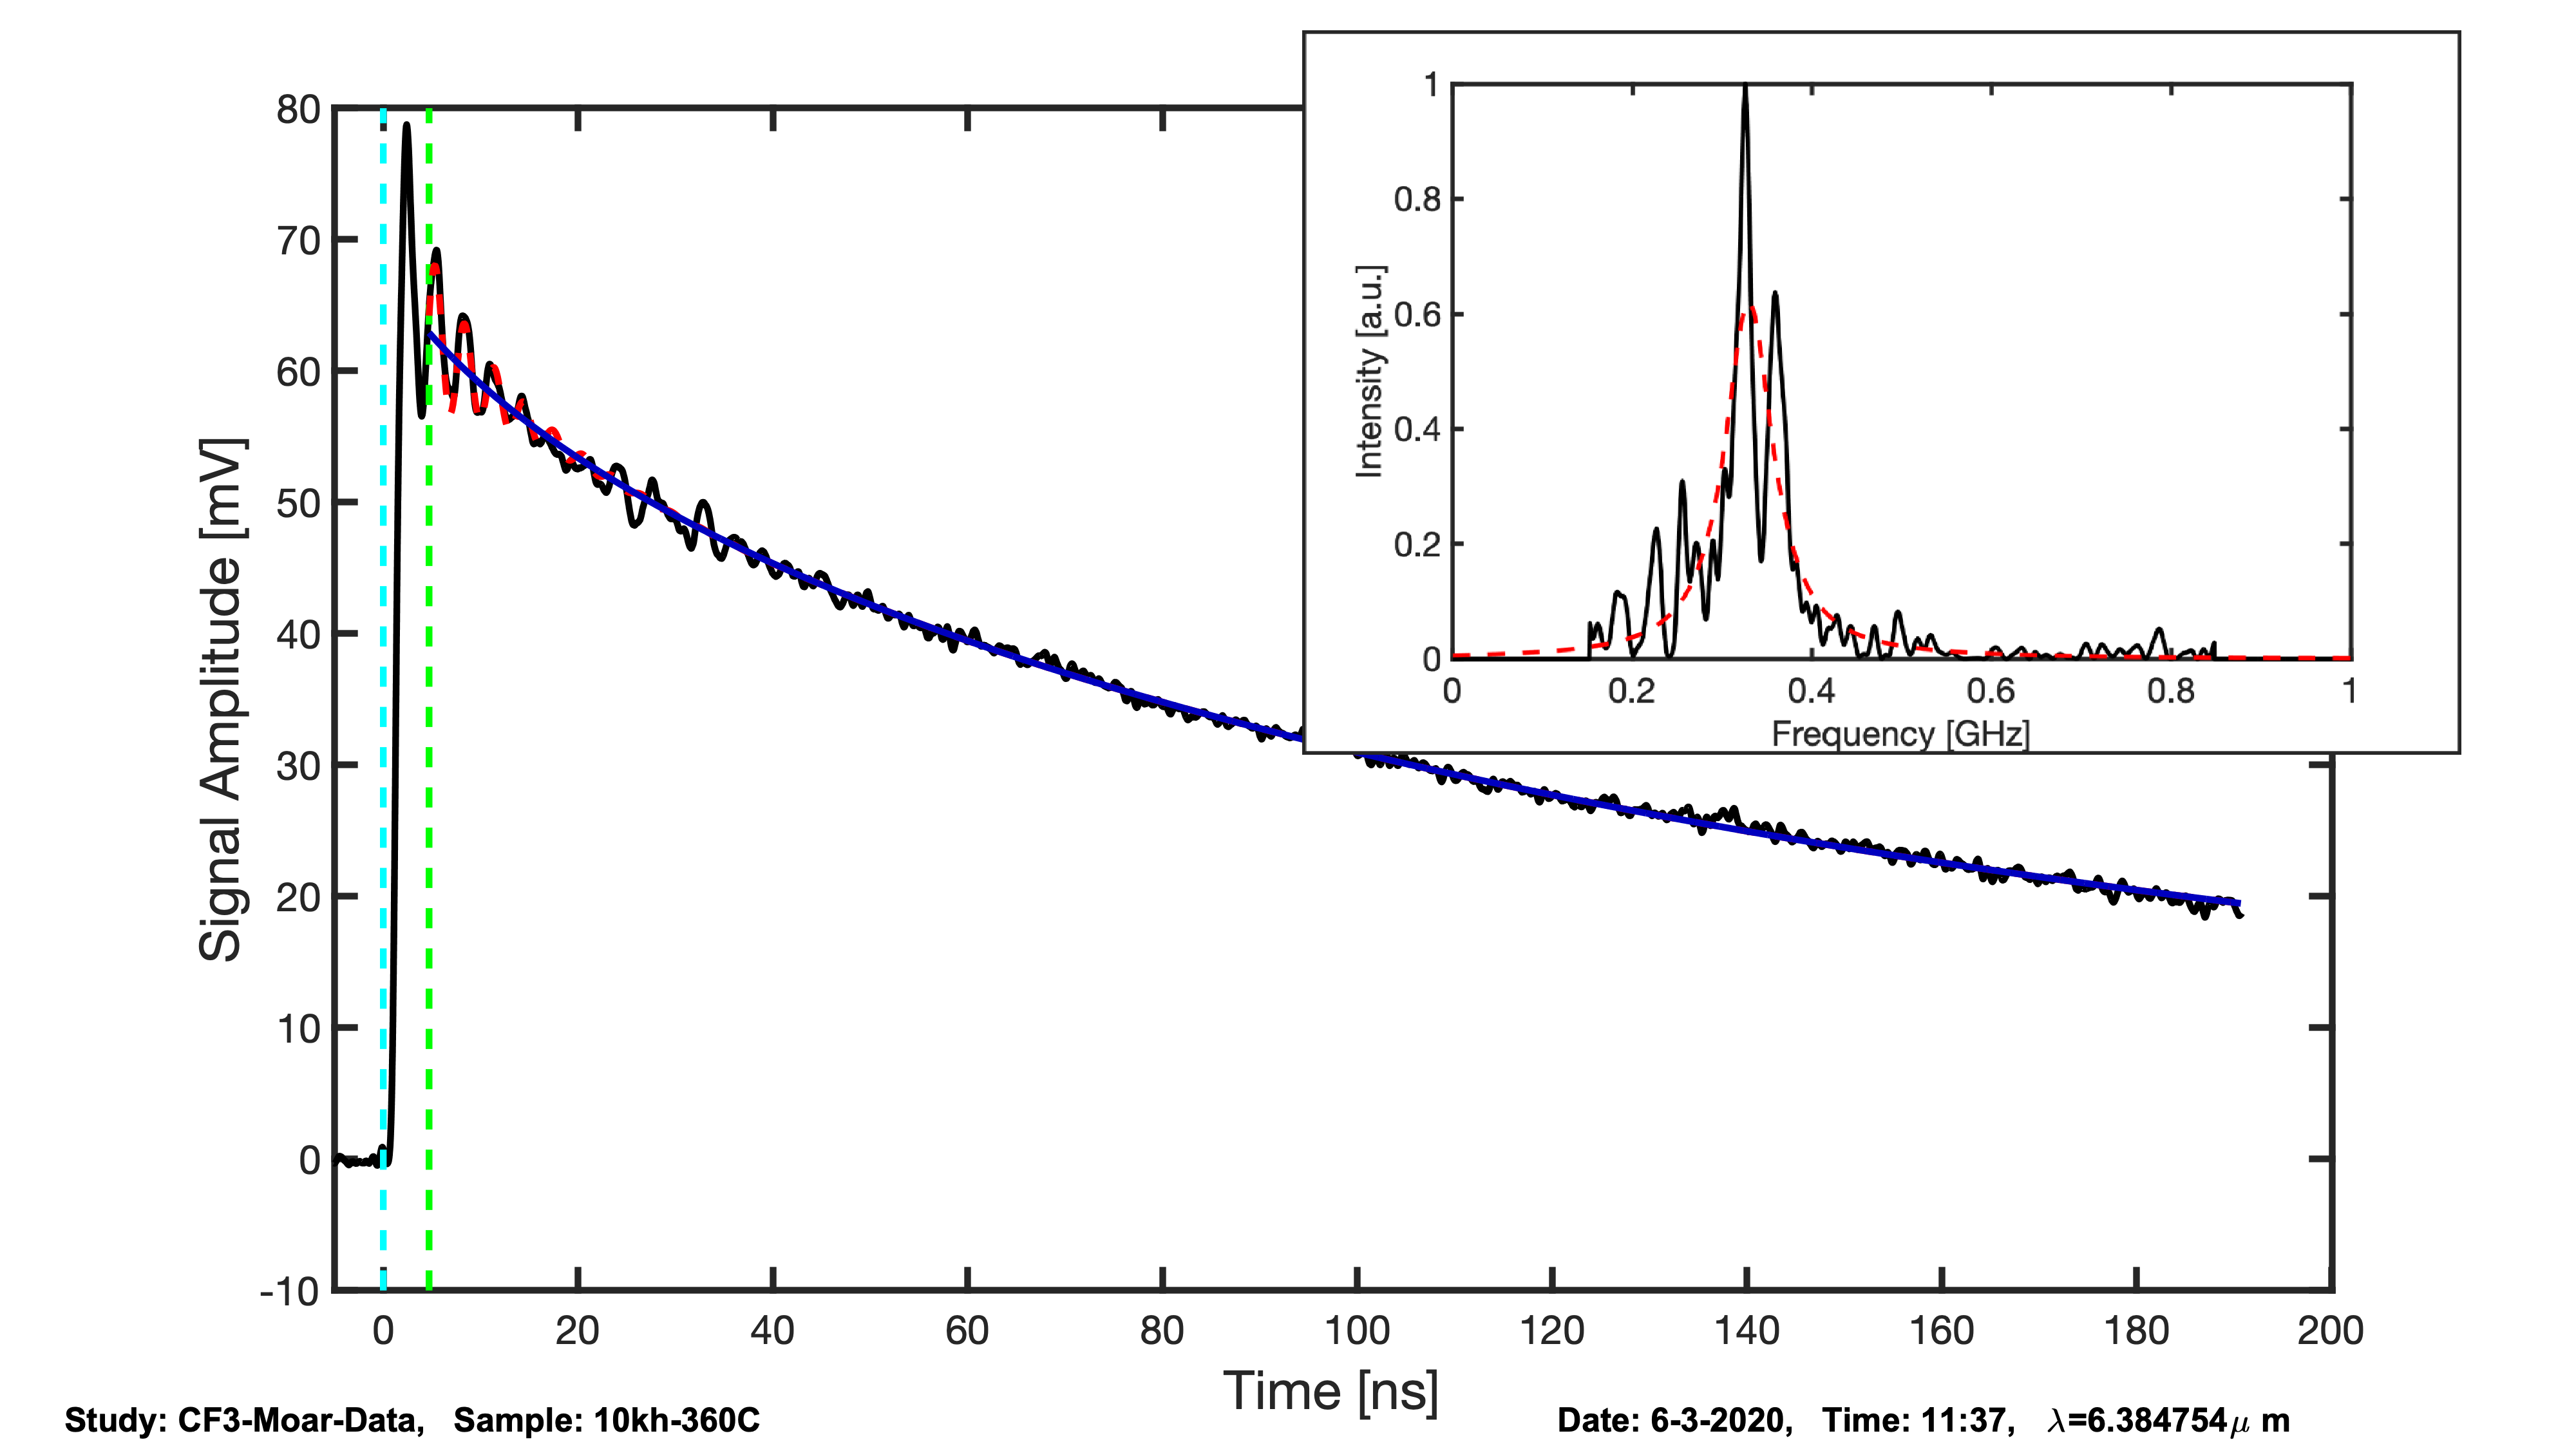 80
70
60
50
40
30
20
10
0
-10
Signal Amplitude [mV]
0 20 40 60 80 100 120 140 160 180 200
Time [ns]
1
0.8
0.6
0.4
0.2
0
Intensity [a.u.]
0 0.2 0.4 0.6 0.8 1
Frequency [GHz]
Study: CF3-Moar-Data, Sample: 10kh-360C
Date: 6-3-2020, Time: 11:37, λ=6.384754μ m